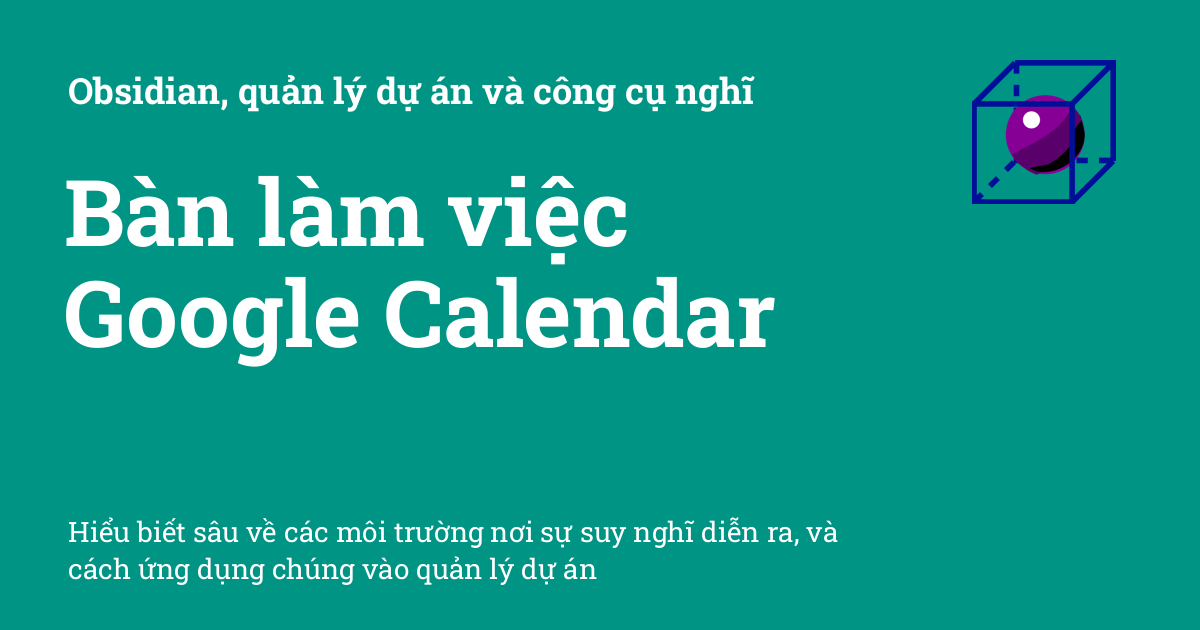 Obsidian, quản lý dự án và công cụ nghĩ
Bàn làm việc
Google Calendar
Hiểu biết sâu về các môi trường nơi sự suy nghĩ diễn ra, và
cách ứng dụng chúng vào quản lý dự án